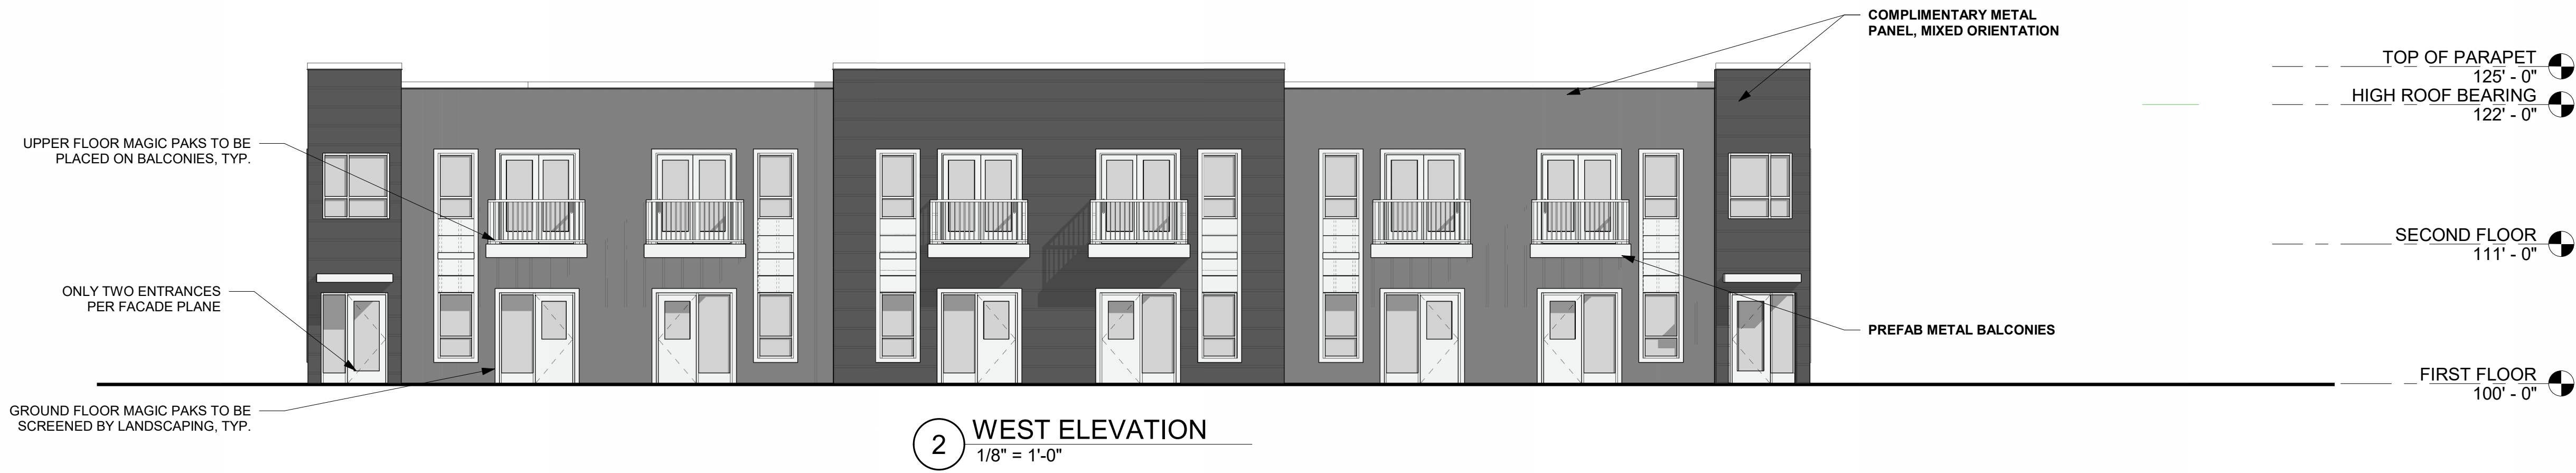 COMPLIMENTARY METAL
PANEL, MIXED ORIENTATION
TOP OF PARAPET
125' - 0"
HIGH ROOF BEARING
122' - 0"
UPPER FLOOR MAGIC PAKS TO BE
PLACED ON BALCONIES, TYP.
SECOND FLOOR
111' - 0"
ONLY TWO ENTRANCES
PER FACADE PLANE
PREFAB METAL BALCONIES
FIRST FLOOR
100' - 0"
GROUND FLOOR MAGIC PAKS TO BE
SCREENED BY LANDSCAPING, TYP.
2
WEST ELEVATION
1/8" = 1'-0"